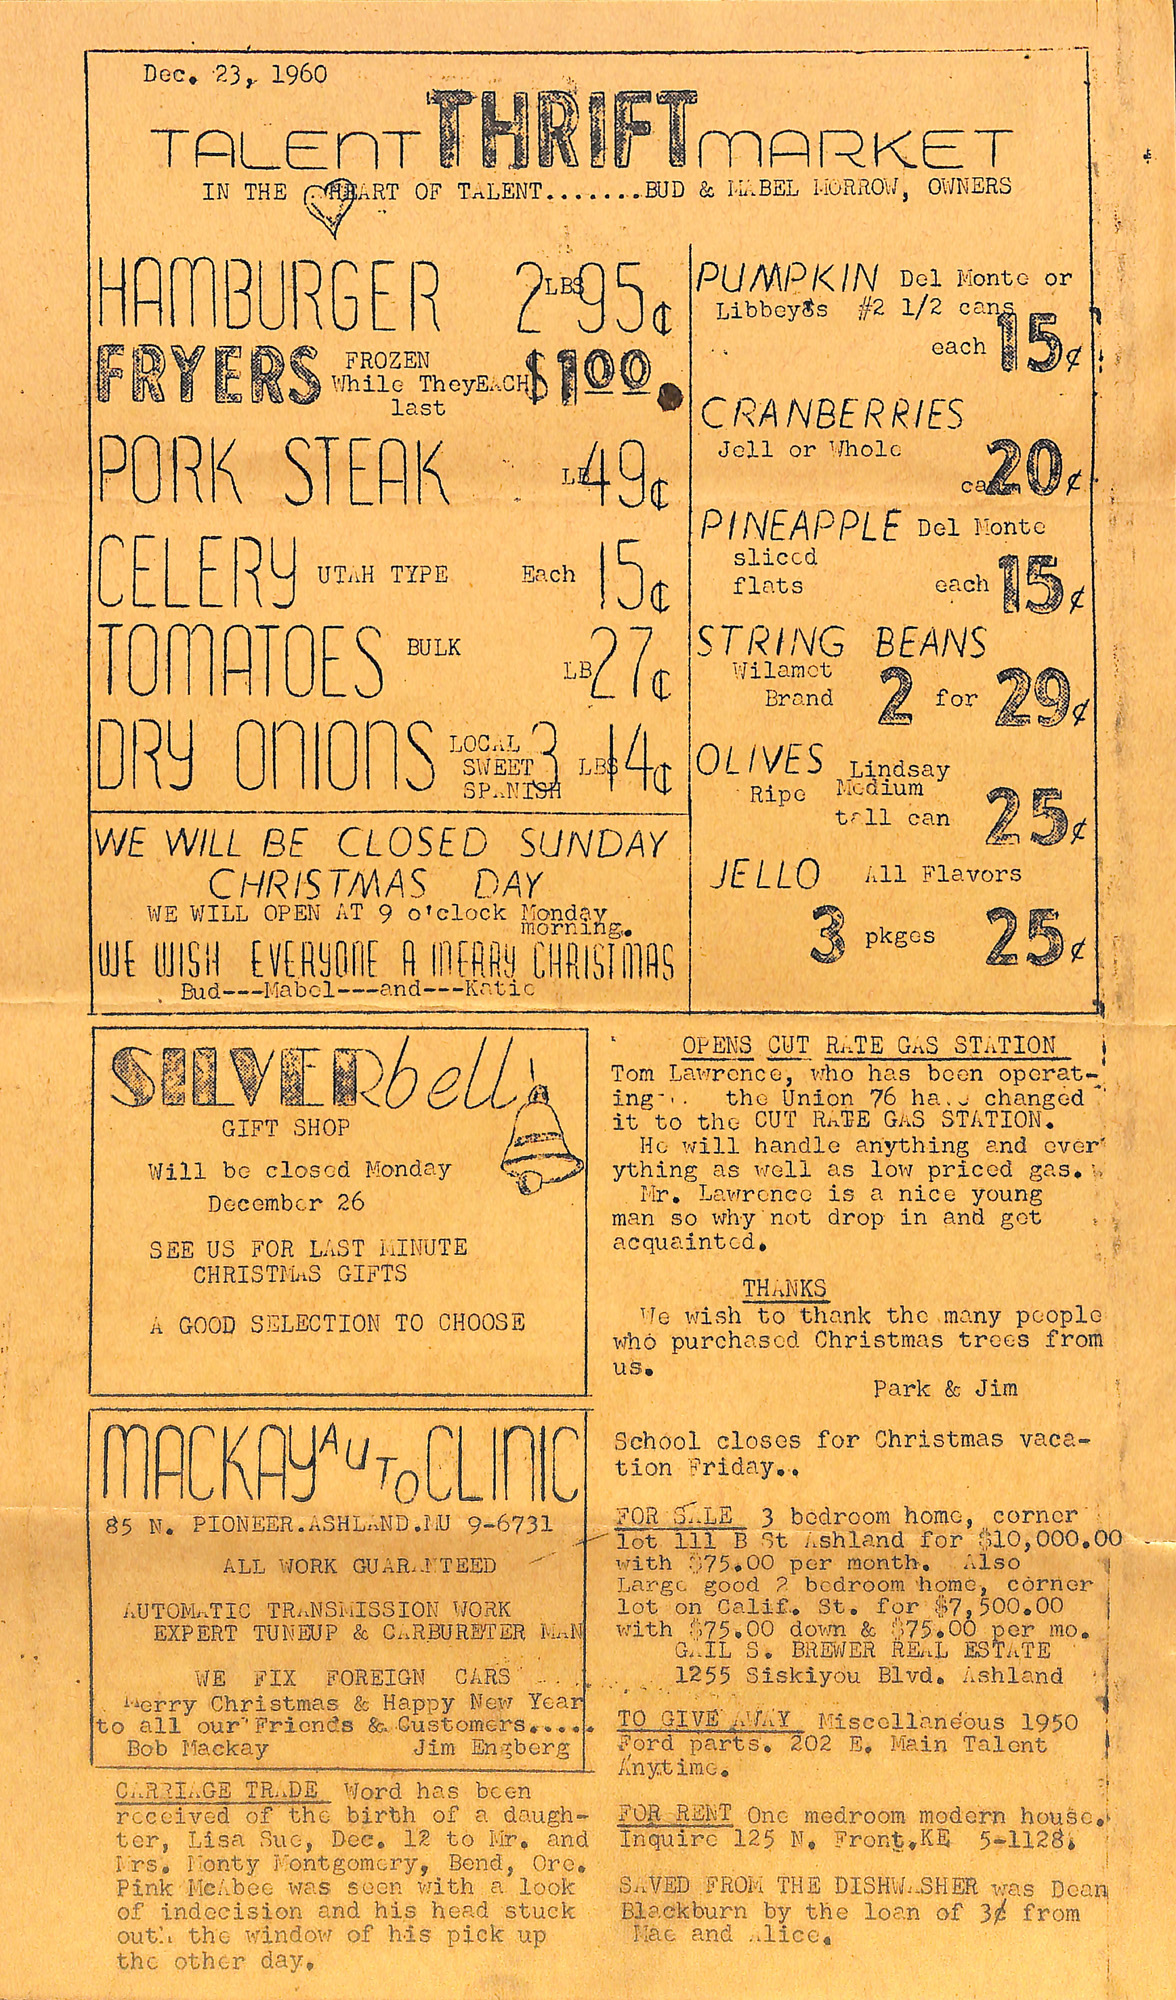 Dec. 23, 1960
TALENT THRIFT MARKET
IN THE HEART OF TALENT........BUD & MABEL MORROW, OWNERS
HAMBURGER 2 LBS 95¢
FRYERS FROZEN
While They EACH $1.00
last
PORK STEAK LB 49¢
CELERY UTAH TYPE Each 15¢
TOMATOES BULK
LB 27¢
DRY ONIONS LOCAL
SWEET 3 LBS 14¢
SPANISH
WE WILL BE CLOSED SUNDAY
CHRISTMAS DAY
WE WILL OPEN AT 9 o'clock Monday
morning.
WE WISH EVERYONE A MERRY CHRISTMAS
Bud---Mabel---and---Katie
PUMPKIN Del Monte or
Libbey's #2 1/2 cans
each 15¢
CRANBERRIES
Jell or Whole
can 20¢
PINEAPPLE Del Monte
sliced
flats each 15¢
STRING BEANS
Wilamet
Brand 2 for 29¢
OLIVES Lindsay
Ripe Medium
tall can 25¢
JELLO All Flavors
3 pkges 25¢
SILVER bell
GIFT SHOP
Will be closed Monday
December 26
SEE US FOR LAST MINUTE
CHRISTMAS GIFTS
A GOOD SELECTION TO CHOOSE
MACKAY AUTO CLINIC
85 N. PIONEER.ASHLAND.MU 9-6731
ALL WORK GUARANTEED
AUTOMATIC TRANSMISSION WORK
EXPERT TUNEUP & CARBURETER MAN
WE FIX FOREIGN CARS
Merry Christmas & Happy New Year
to all our Friends & Customers.....
Bob Mackay Jim Engberg
CARRIAGE TRADE Word has been
received of the birth of a daugh-
ter, Lisa Sue, Dec. 12 to Mr. and
Mrs. Monty Montgomery, Bend, Ore.
Pink McAbee was seen with a look
of indecision and his head stuck
out the window of his pick up
the other day.
OPENS CUT RATE GAS STATION
Tom Lawrence, who has been operat-
ing the Union 76 has changed
it to the CUT RATE GAS STATION.
He will handle anything and ever
ything as well as low priced gas.
Mr. Lawrence is a nice young
man so why not drop in and get
acquainted.
THANKS
We wish to thank the many people
who purchased Christmas trees from
us.
Park & Jim
School closes for Christmas vaca-
tion Friday..
FOR SALE 3 bedroom home, corner
lot 111 B St Ashland for $10,000.00
with $75.00 per month. Also
Large good 2 bedroom home, corner
lot on Calif. St. for $7,500.00
with $75.00 down & $75.00 per mo.
GAIL S. BREWER REAL ESTATE
1255 Siskiyou Blvd. Ashland
TO GIVE AWAY Miscellaneous 1950
Ford parts. 202 E. Main Talent
Anytime.
FOR RENT One medroom modern house.
Inquire 125 N. Front.KE 5-1128.
SAVED FROM THE DISHWASHER was Dean
Blackburn by the loan of 3¢ from
Mae and Alice.